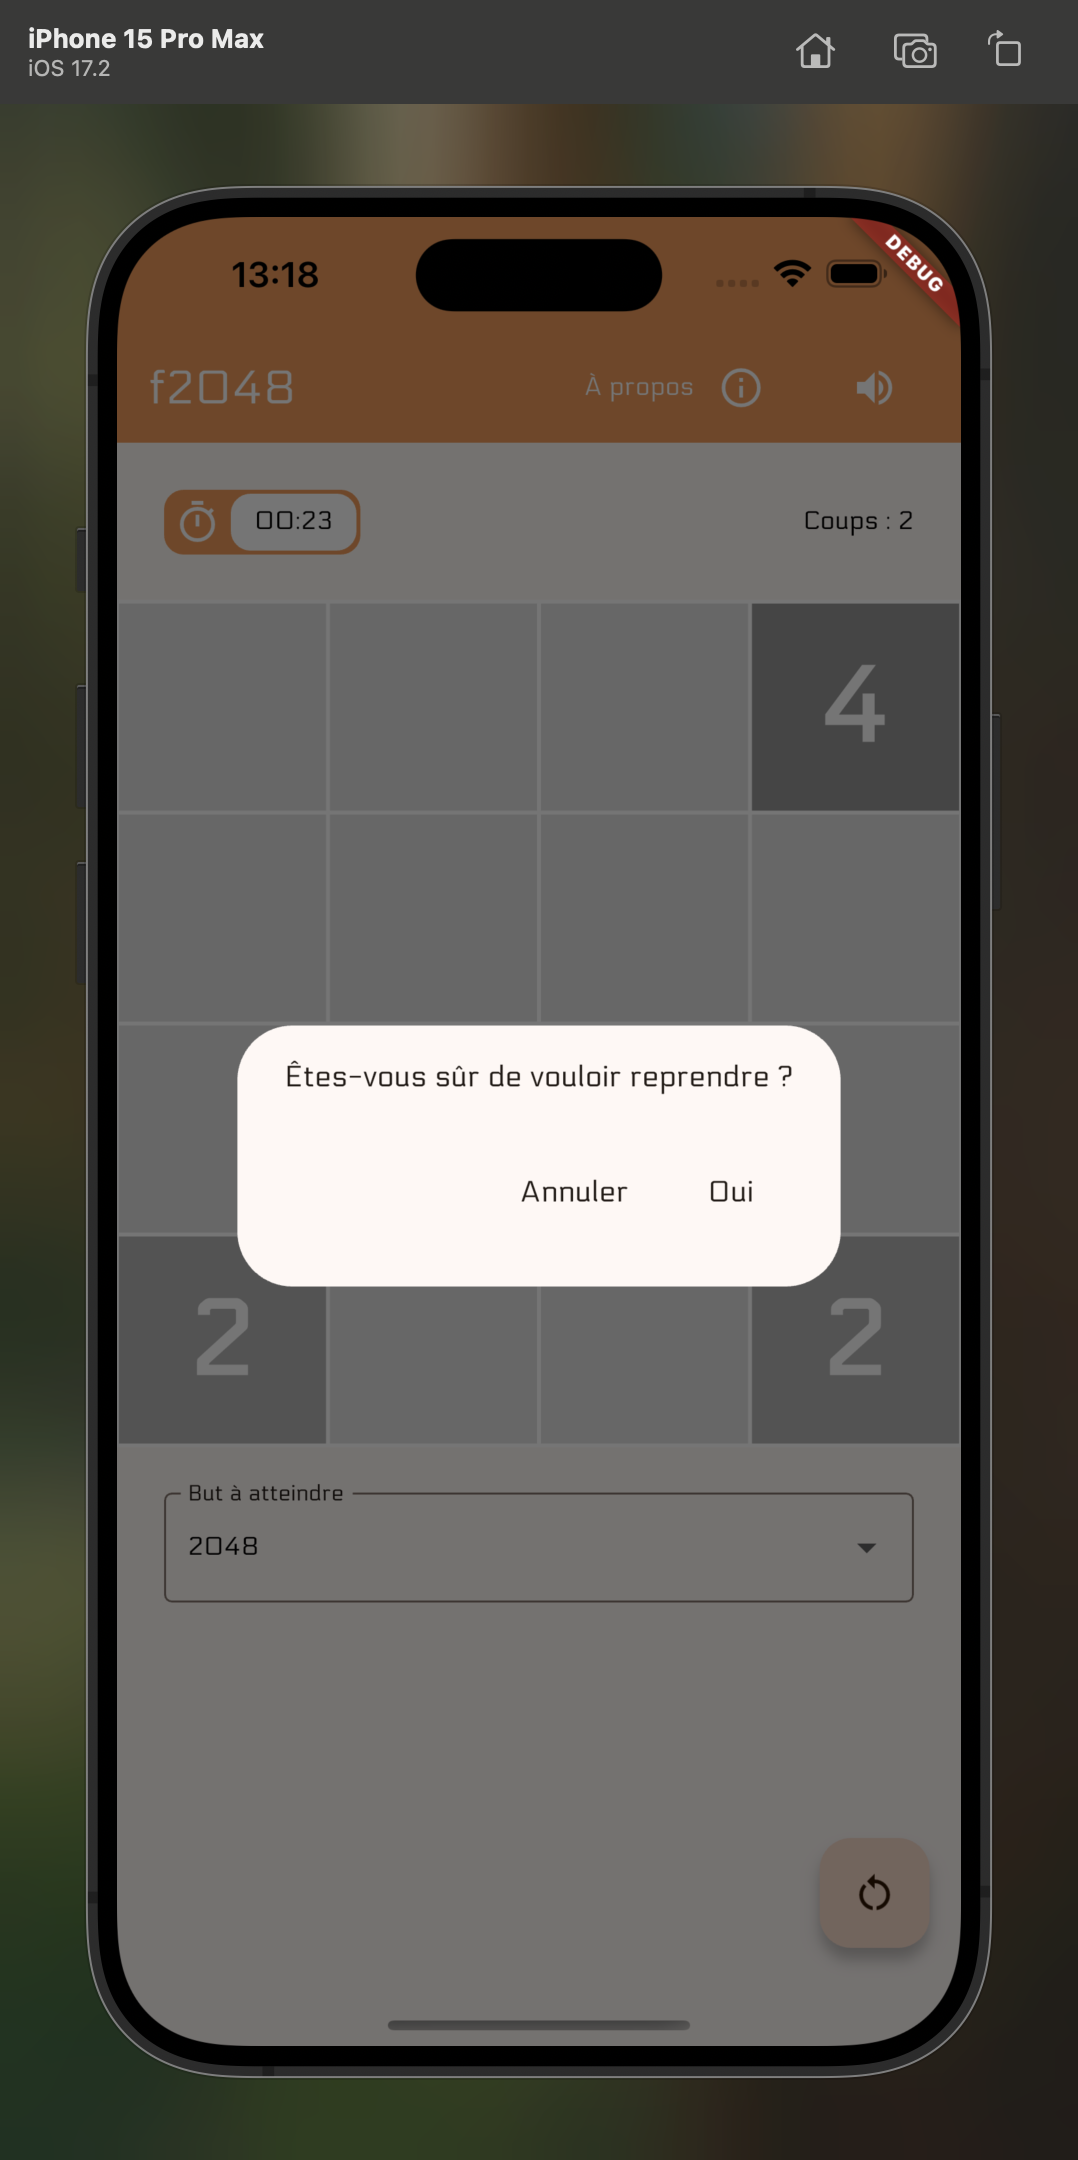 iPhone 15 Pro Max
iOS 17.2
13:18
DEBUG
f2048
À propos
00:23
Coups : 2
4
Êtes-vous sûr de vouloir reprendre ?
Annuler Oui
2 2
But à atteindre
2048